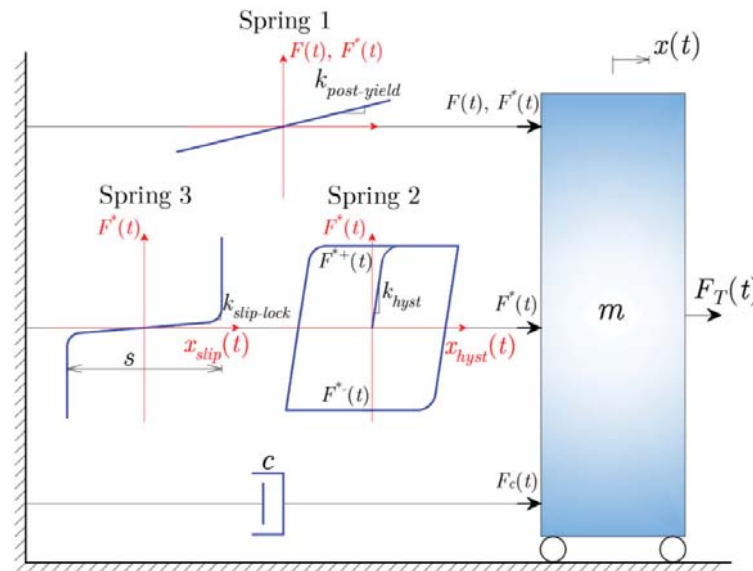 Spring 1
F(t), F*(t)
x(t)
k_post-yield
F(t), F*(t)
Spring 3
Spring 2
F*(t)
F*(t)
F*+(t)
k_hyst
k_slip-lock
F*(t)
m
F_T(t)
x_slip(t)
x_hyst(t)
s
F*-(t)
c
F_c(t)